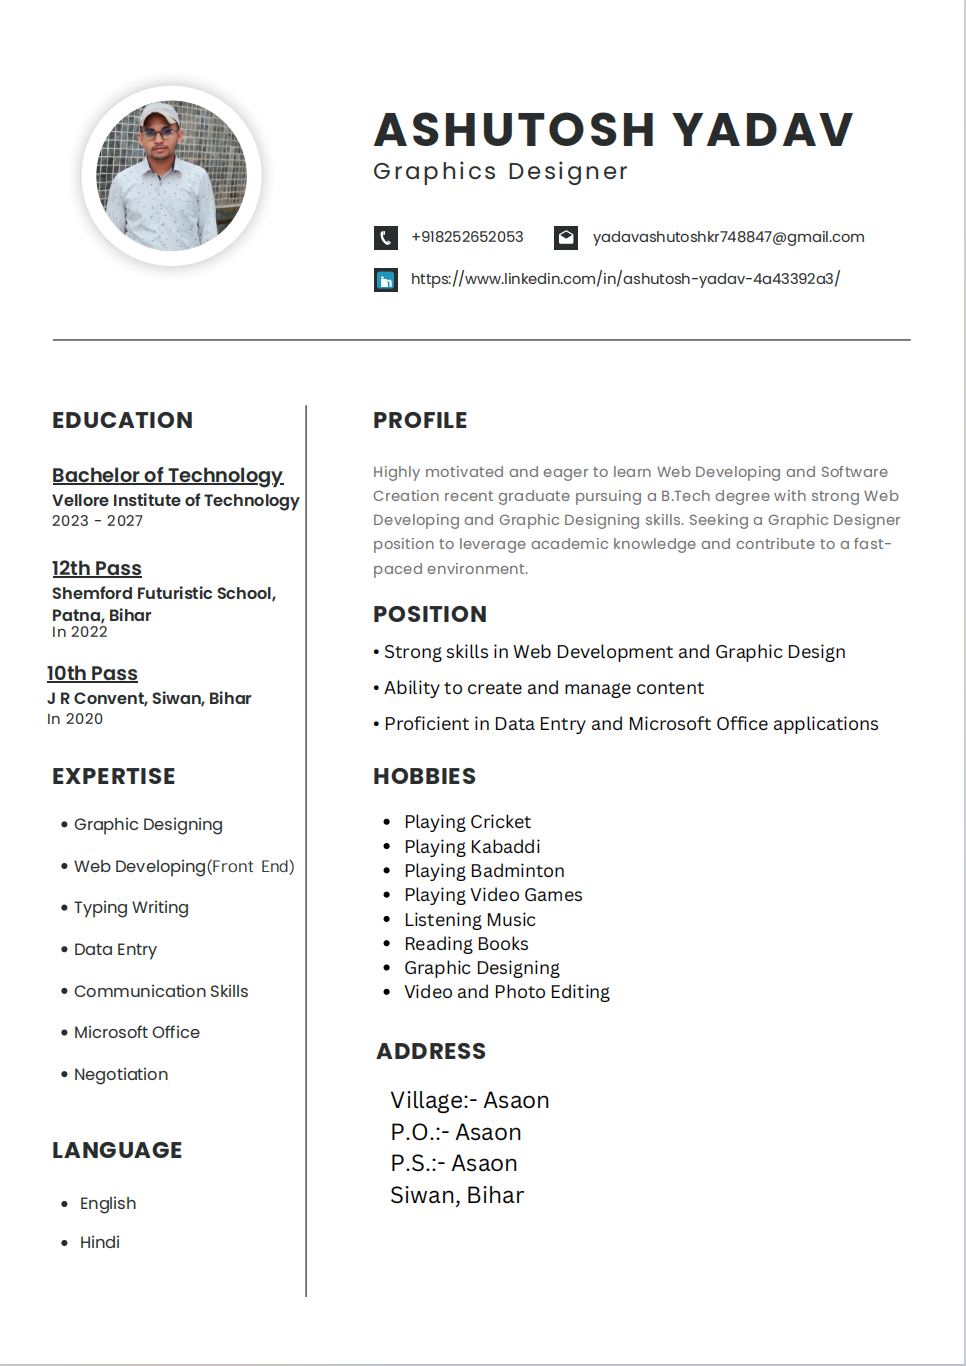 ASHUTOSH YADAV
Graphics Designer
+918252652053
yadavashutoshkr748847@gmail.com
https://www.linkedin.com/in/ashutosh-yadav-4a43392a3/
EDUCATION
Bachelor of Technology
Vellore Institute of Technology
2023 - 2027
12th Pass
Shemford Futuristic School,
Patna, Bihar
In 2022
10th Pass
J R Convent, Siwan, Bihar
In 2020
EXPERTISE
• Graphic Designing
• Web Developing(Front End)
• Typing Writing
• Data Entry
• Communication Skills
• Microsoft Office
• Negotiation
LANGUAGE
• English
• Hindi
PROFILE
Highly motivated and eager to learn Web Developing and Software
Creation recent graduate pursuing a B.Tech degree with strong Web
Developing and Graphic Designing skills. Seeking a Graphic Designer
position to leverage academic knowledge and contribute to a fast-
paced environment.
POSITION
• Strong skills in Web Development and Graphic Design
• Ability to create and manage content
• Proficient in Data Entry and Microsoft Office applications
HOBBIES
• Playing Cricket
• Playing Kabaddi
• Playing Badminton
• Playing Video Games
• Listening Music
• Reading Books
• Graphic Designing
• Video and Photo Editing
ADDRESS
Village:- Asaon
P.O.:- Asaon
P.S.:- Asaon
Siwan, Bihar